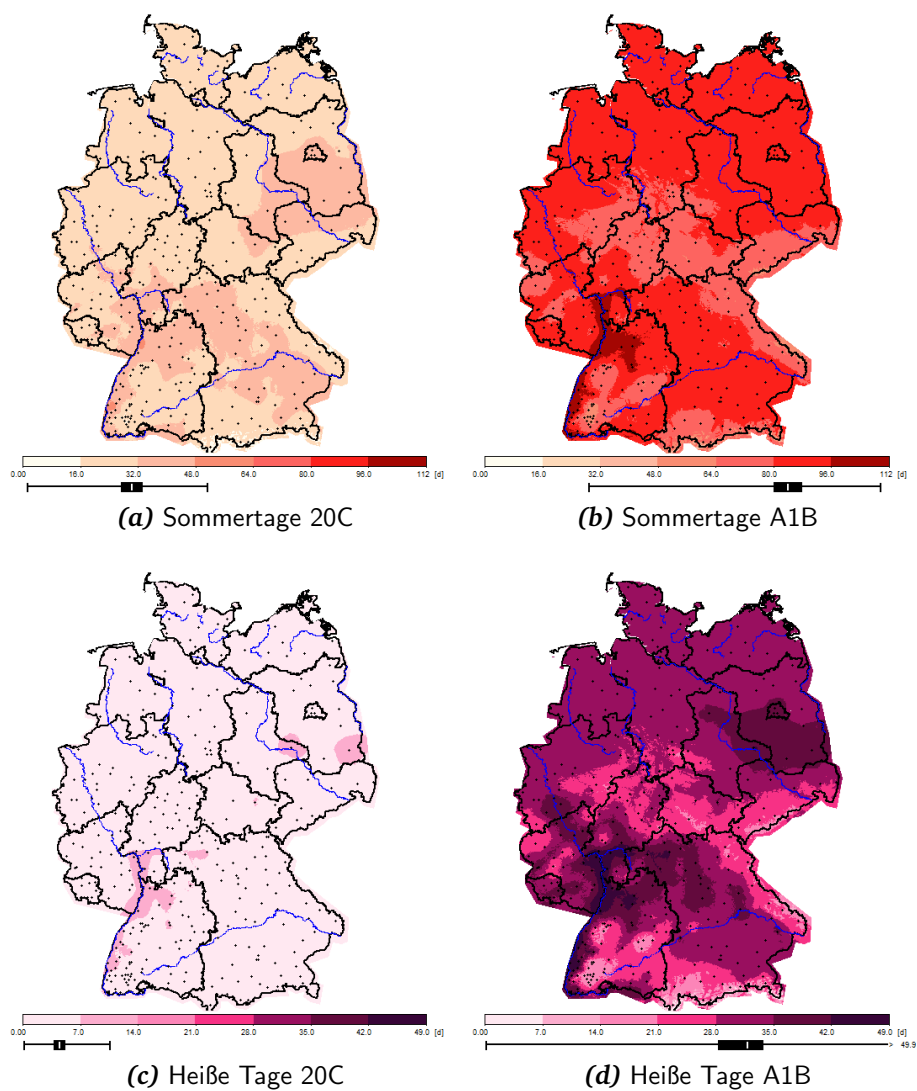 0.00 16.0 32.0 48.0 64.0 80.0 96.0 112 [d]
(a) Sommertage 20C
0.00 16.0 32.0 48.0 64.0 80.0 96.0 112 [d]
(b) Sommertage A1B
0.00 7.0 14.0 21.0 28.0 35.0 42.0 49.0 [d]
(c) Heiße Tage 20C
0.00 7.0 14.0 21.0 28.0 35.0 42.0 49.0 [d]
> 49.9
(d) Heiße Tage A1B